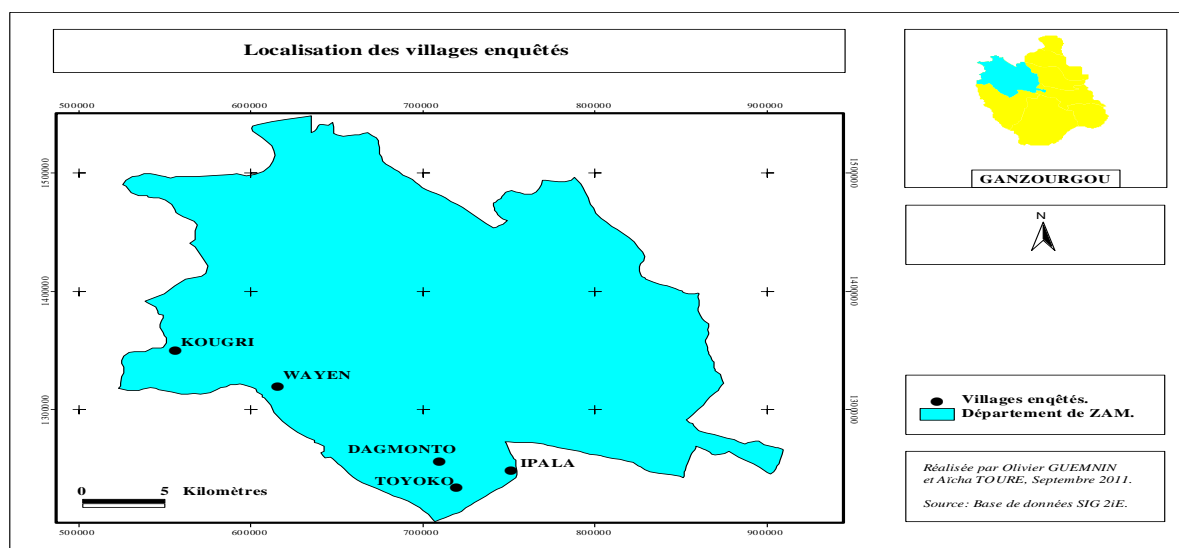 Localisation des villages enquêtés
500000 600000 700000 800000 900000
1500000 1500000
1400000 1400000
1300000 1300000
KOUGRI
WAYEN
DAGMONTO
IPALA
TOYOKO
0 5 Kilomètres
500000 600000 700000 800000 900000
GANZOURGOU
N
Villages enqêtés.
Département de ZAM.
Réalisée par Olivier GUEMNIN
et Aïcha TOURE, Septembre 2011.
Source: Base de données SIG 2iE.